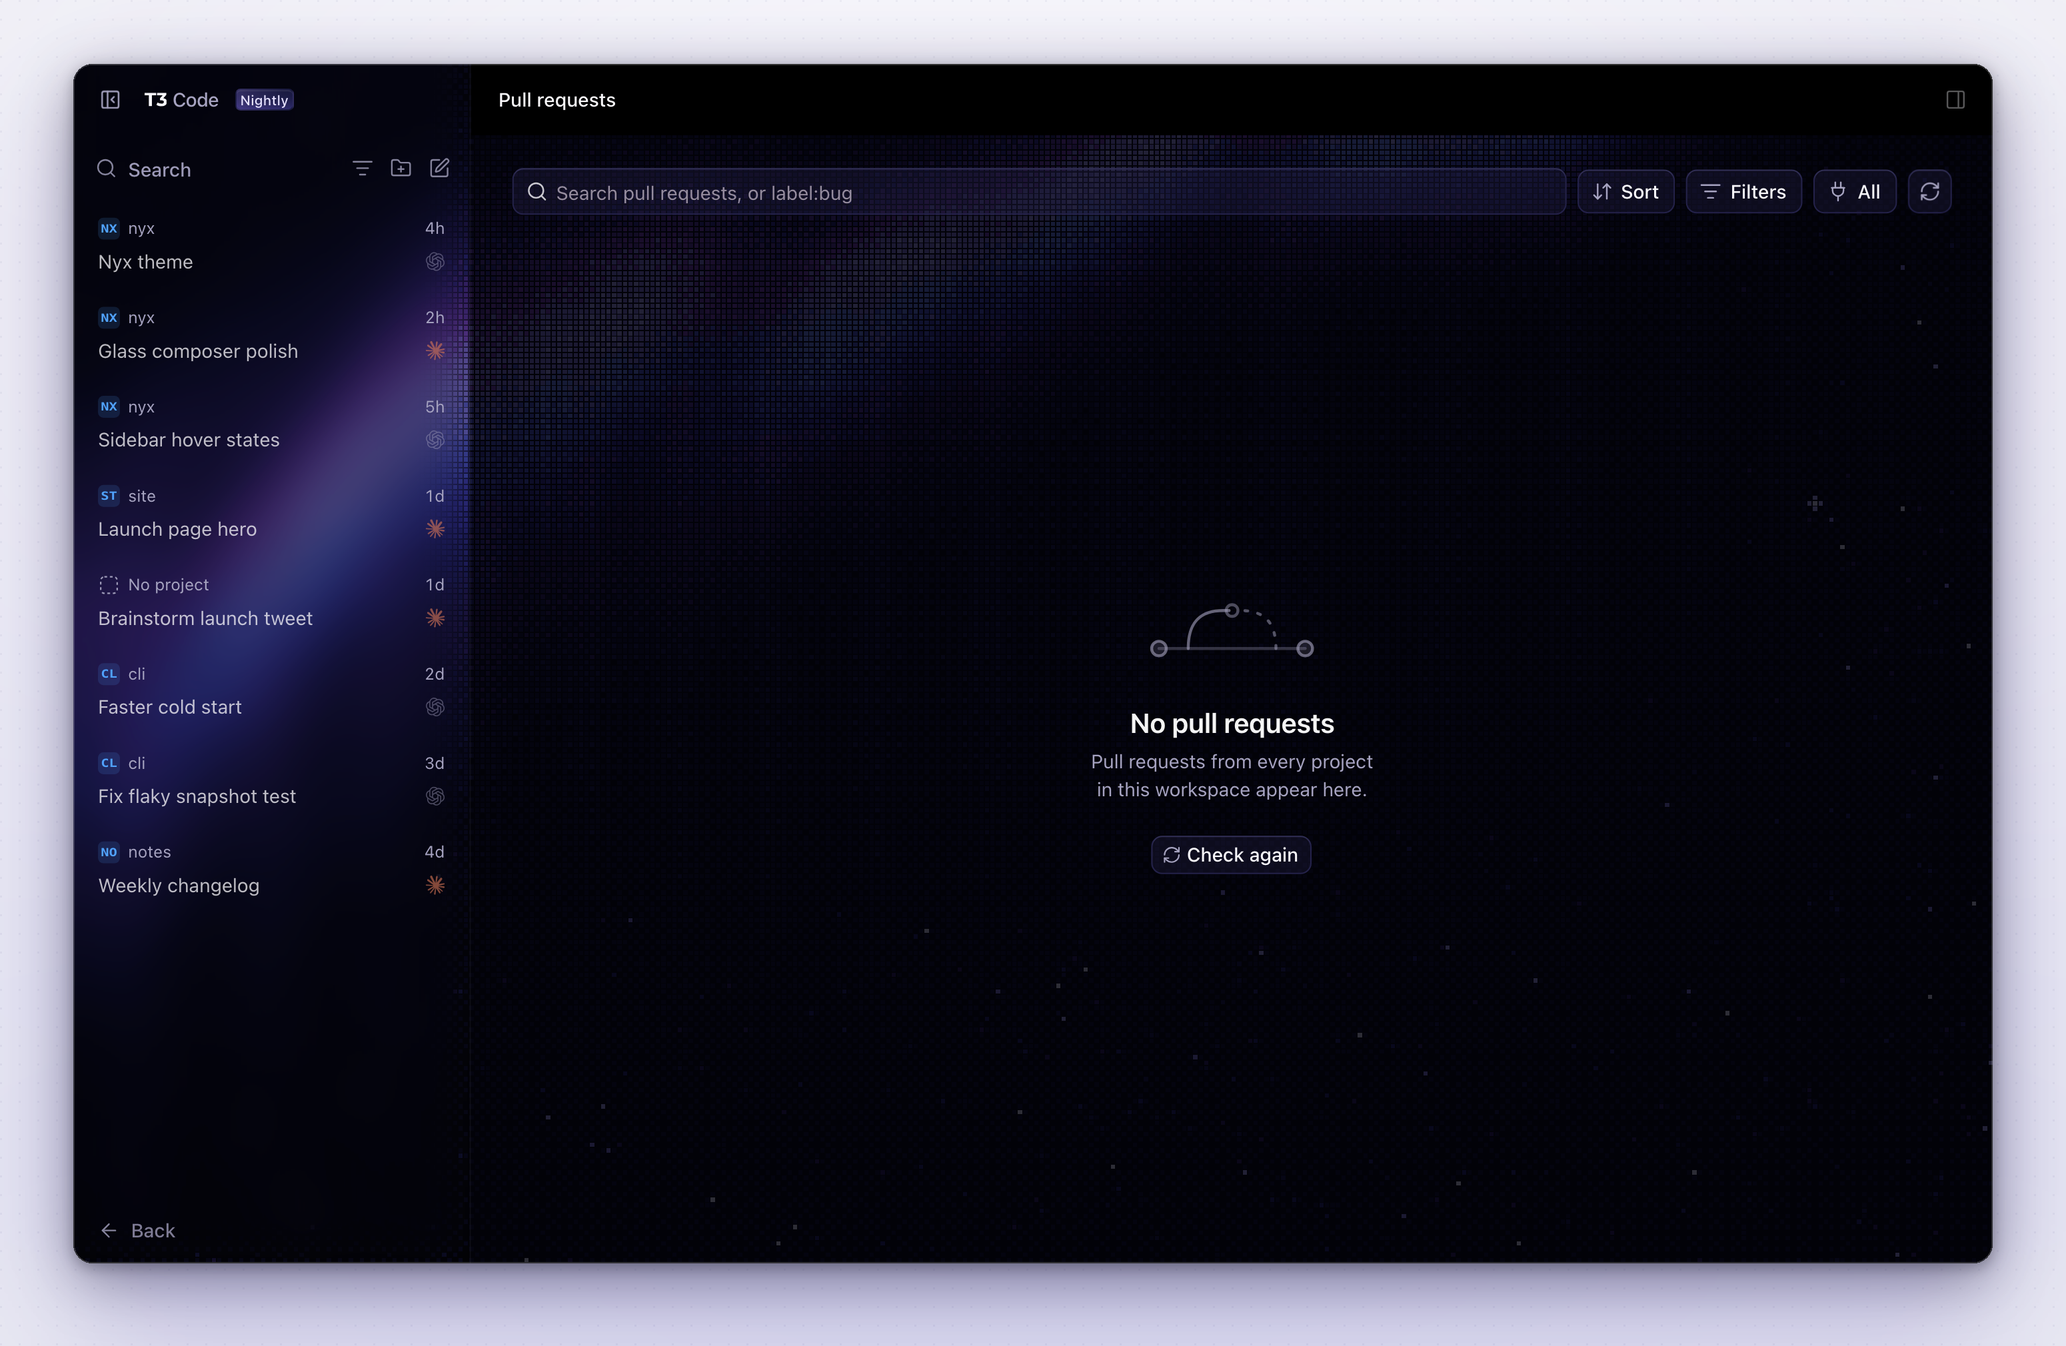 T3 Code Nightly
Pull requests
Search
Search pull requests, or label:bug
Sort
Filters
All
NX nyx 4h
Nyx theme
NX nyx 2h
Glass composer polish
NX nyx 5h
Sidebar hover states
ST site 1d
Launch page hero
No project 1d
Brainstorm launch tweet
CL cli 2d
Faster cold start
CL cli 3d
Fix flaky snapshot test
NO notes 4d
Weekly changelog
Back
No pull requests
Pull requests from every project
in this workspace appear here.
Check again